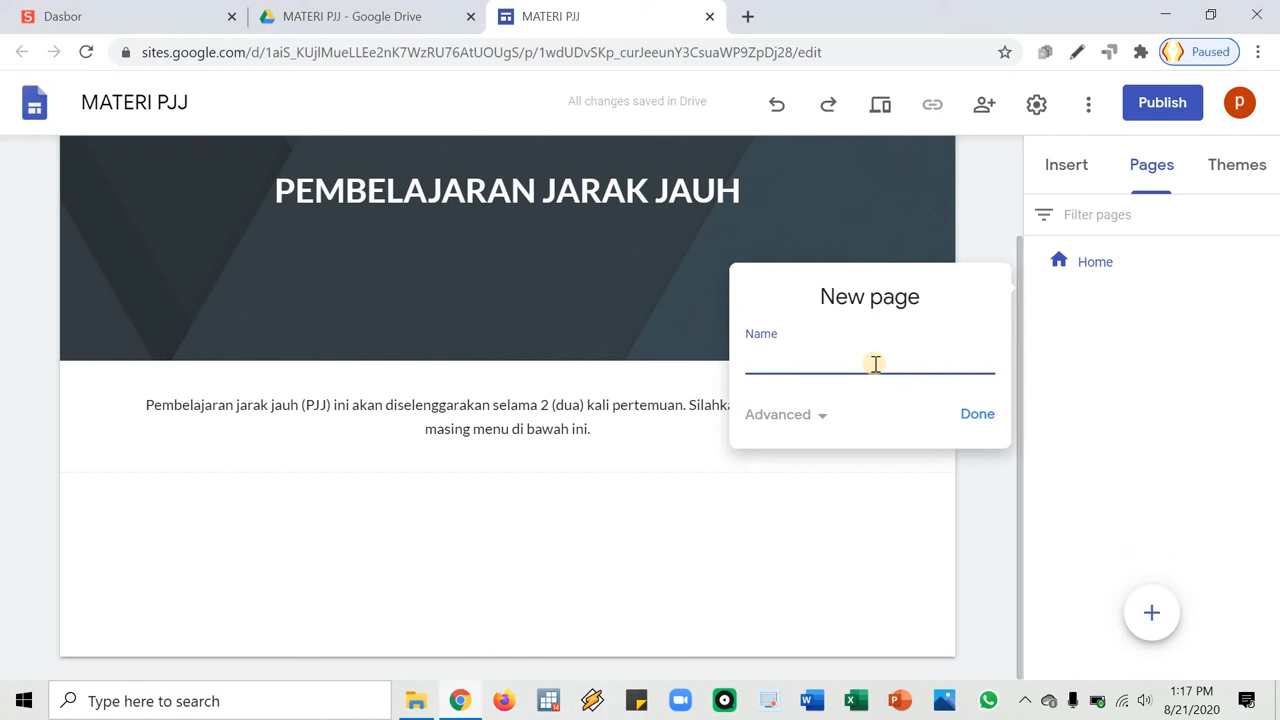 Dasbor
MATERI PJJ - Google Drive
MATERI PJJ
sites.google.com/d/1aiS_KUjlMueLLEe2nK7WzRU76AtUOUgS/p/1wdUDvSKp_curJeeunY3CsuaWP9ZpDj28/edit
Paused
MATERI PJJ
All changes saved in Drive
Publish
p
Insert
Pages
Themes
Filter pages
Home
PEMBELAJARAN JARAK JAUH
New page
Name
Advanced
Done
Pembelajaran jarak jauh (PJJ) ini akan diselenggarakan selama 2 (dua) kali pertemuan. Silahka
masing menu di bawah ini.
Type here to search
1:17 PM
8/21/2020